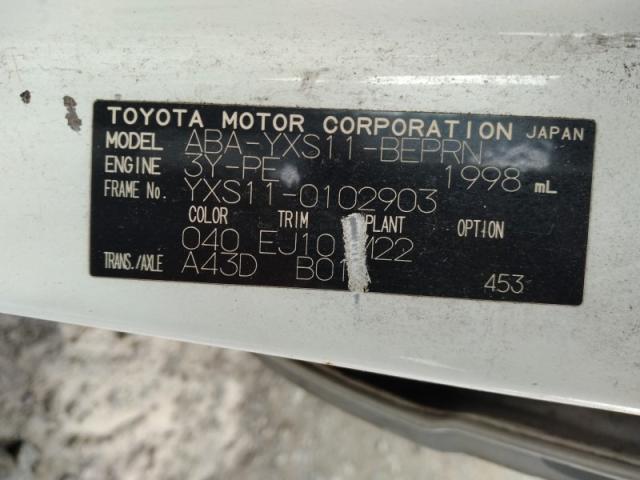 TOYOTA MOTOR CORPORATION JAPAN
MODEL ABA-YXS11-BEPRN
ENGINE 3Y-PE 1998 mL
FRAME No. YXS11-0102903
COLOR TRIM PLANT OPTION
040 EJ10 M22
TRANS./AXLE A43D B01 453